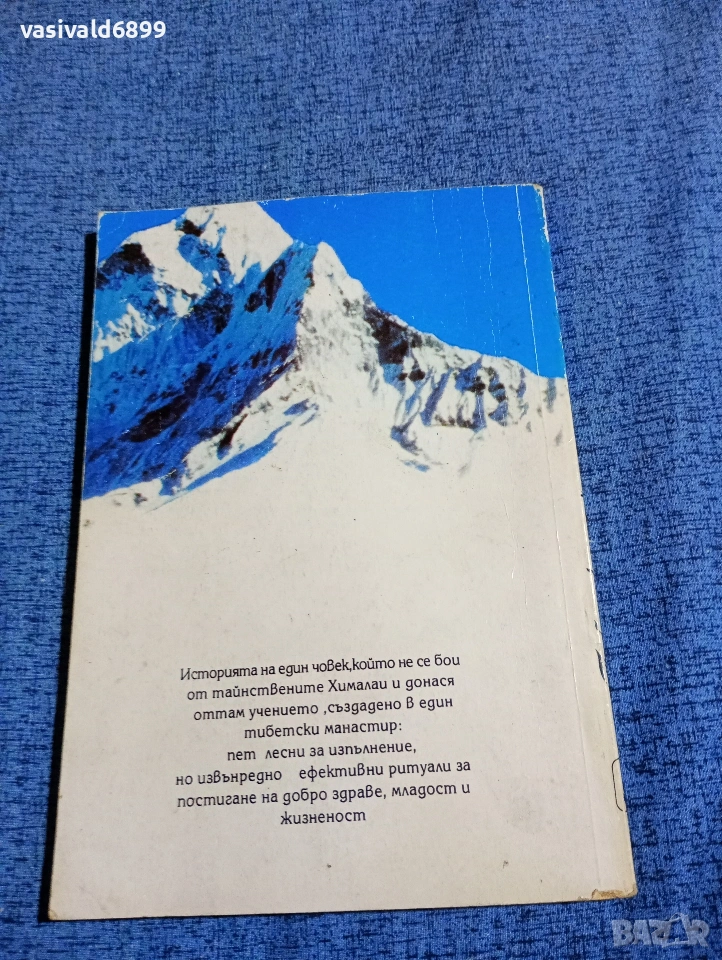 vasivald6899
Историята на един човек,който не се бои
от тайнствените Хималаи и донася
оттам учението ,създадено в един
тибетски манастир:
пет лесни за изпълнение,
но извънредно ефективни ритуали за
постигане на добро здраве, младост и
жизненост
BAZAR